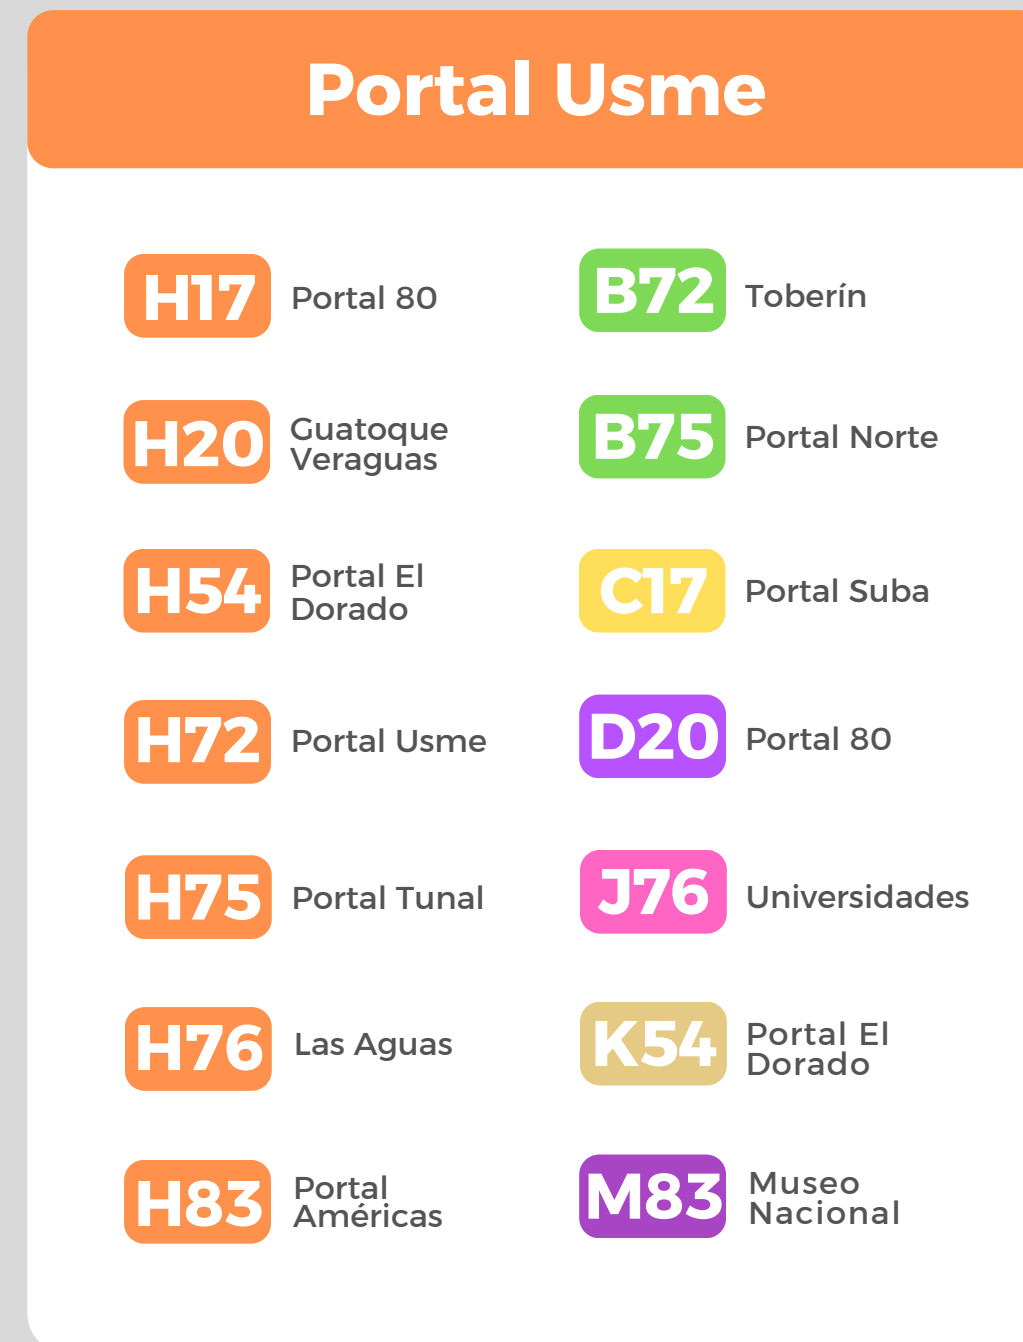 Portal Usme
H17 Portal 80
B72 Toberín
H20 Guatoque
Veraguas
B75 Portal Norte
H54 Portal El
Dorado
C17 Portal Suba
H72 Portal Usme
D20 Portal 80
H75 Portal Tunal
J76 Universidades
H76 Las Aguas
K54 Portal El
Dorado
H83 Portal
Américas
M83 Museo
Nacional